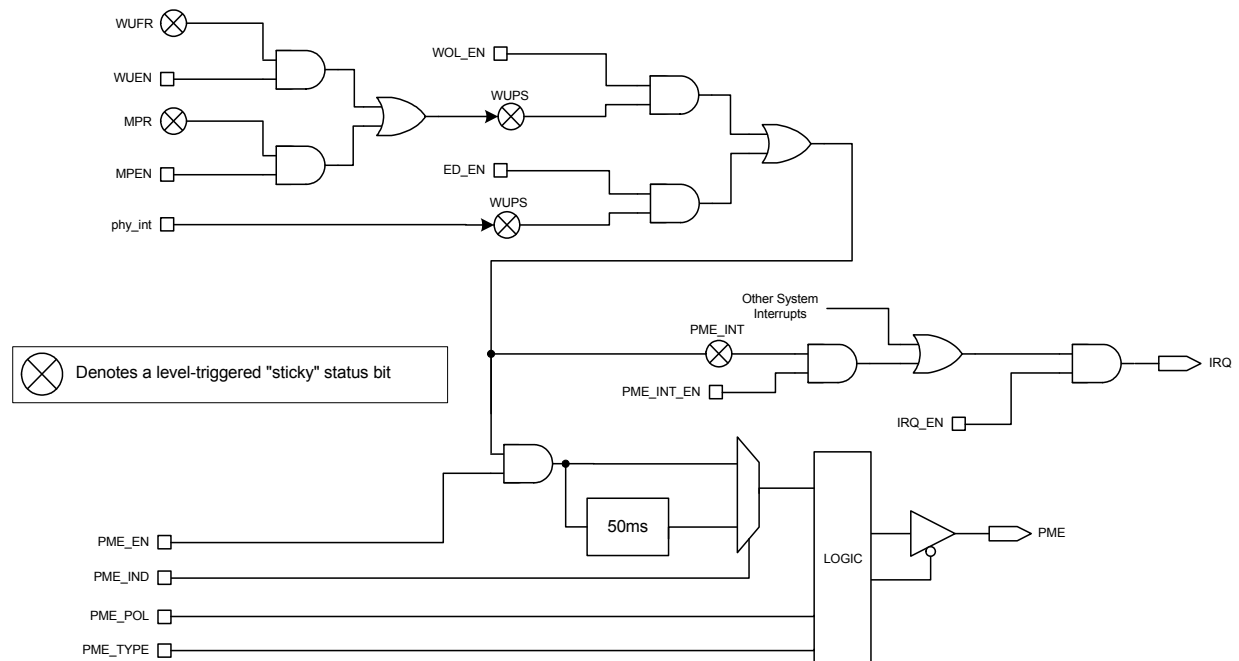 WUFR
WUEN
MPR
MPEN
phy_int
WOL_EN
WUPS
ED_EN
WUPS
Other System
Interrupts
PME_INT
PME_INT_EN
IRQ_EN
IRQ
Denotes a level-triggered "sticky" status bit
50ms
LOGIC
PME
PME_EN
PME_IND
PME_POL
PME_TYPE